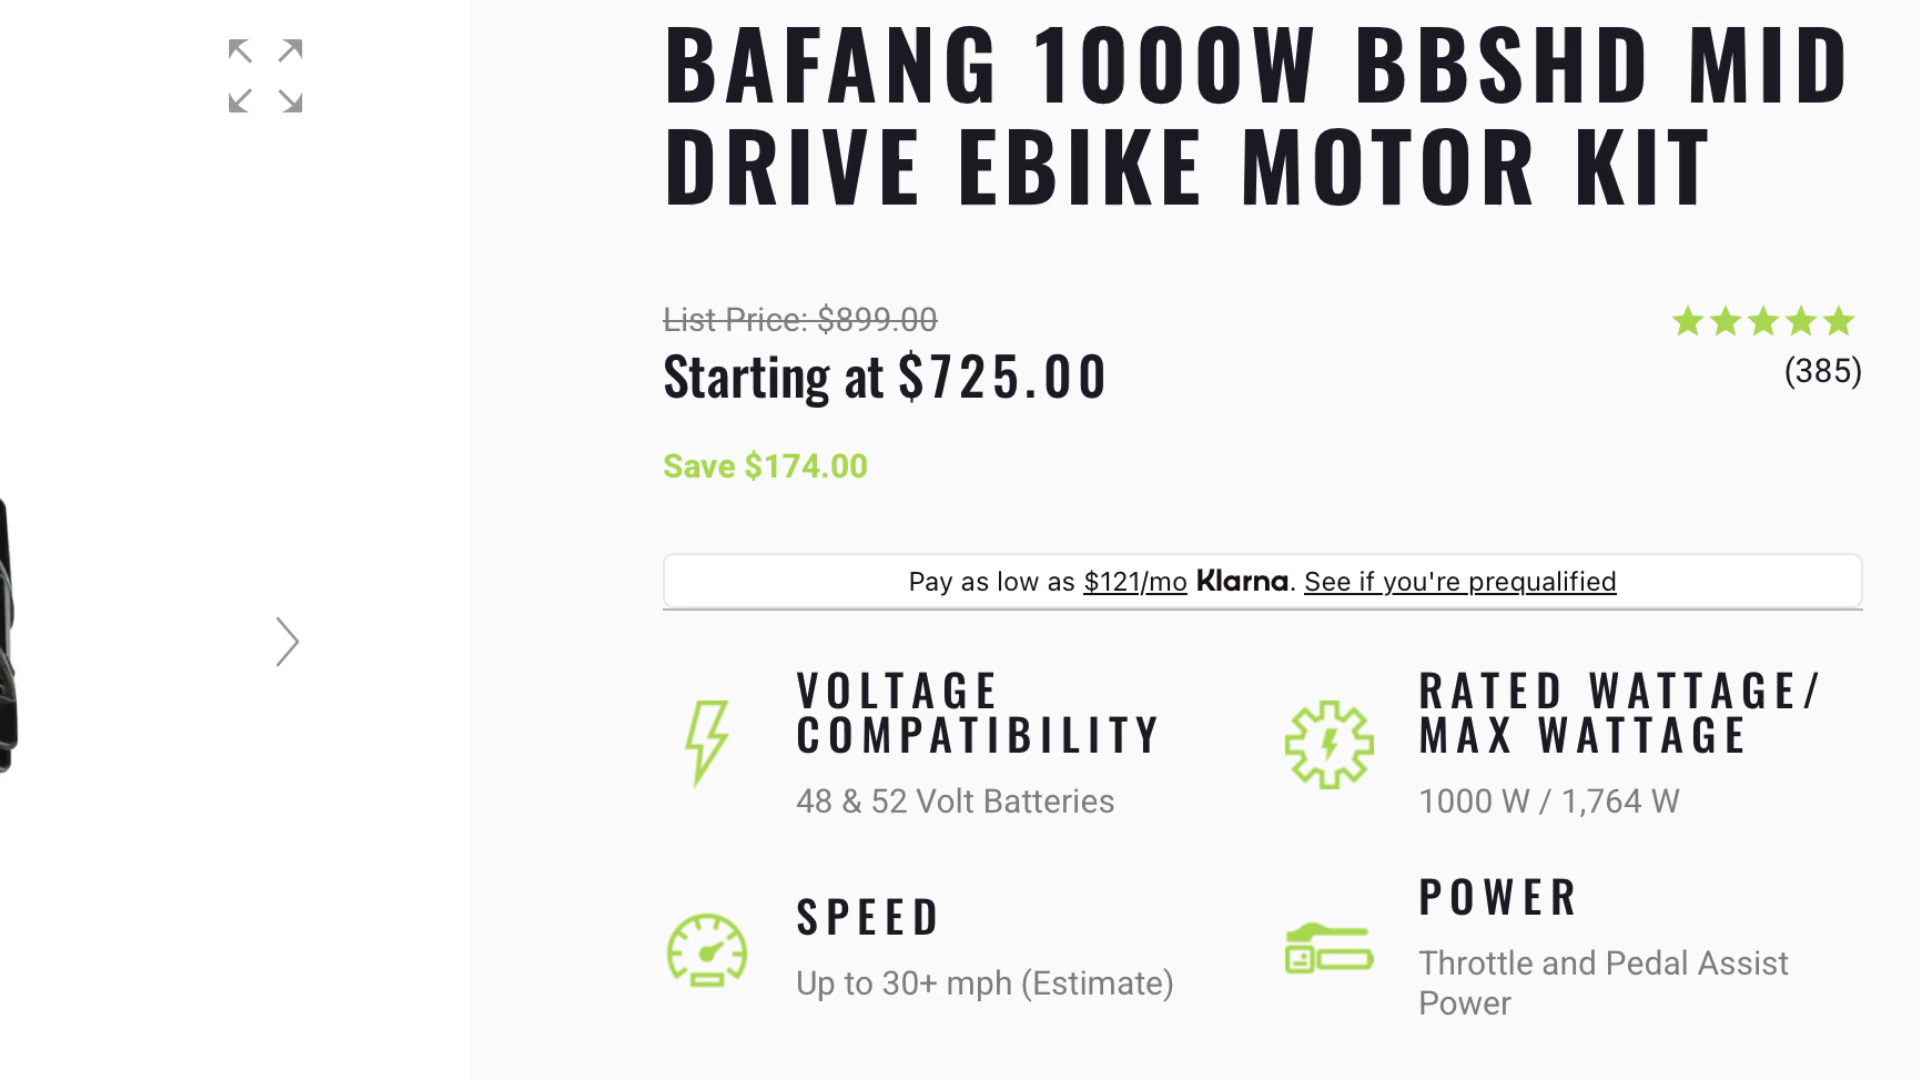 BAFANG 1000W BBSHD MID
DRIVE EBIKE MOTOR KIT
List Price: $899.00
Starting at $725.00
Save $174.00
(385)
Pay as low as $121/mo Klarna. See if you're prequalified
VOLTAGE
COMPATIBILITY
48 & 52 Volt Batteries
RATED WATTAGE/
MAX WATTAGE
1000 W / 1,764 W
SPEED
Up to 30+ mph (Estimate)
POWER
Throttle and Pedal Assist
Power